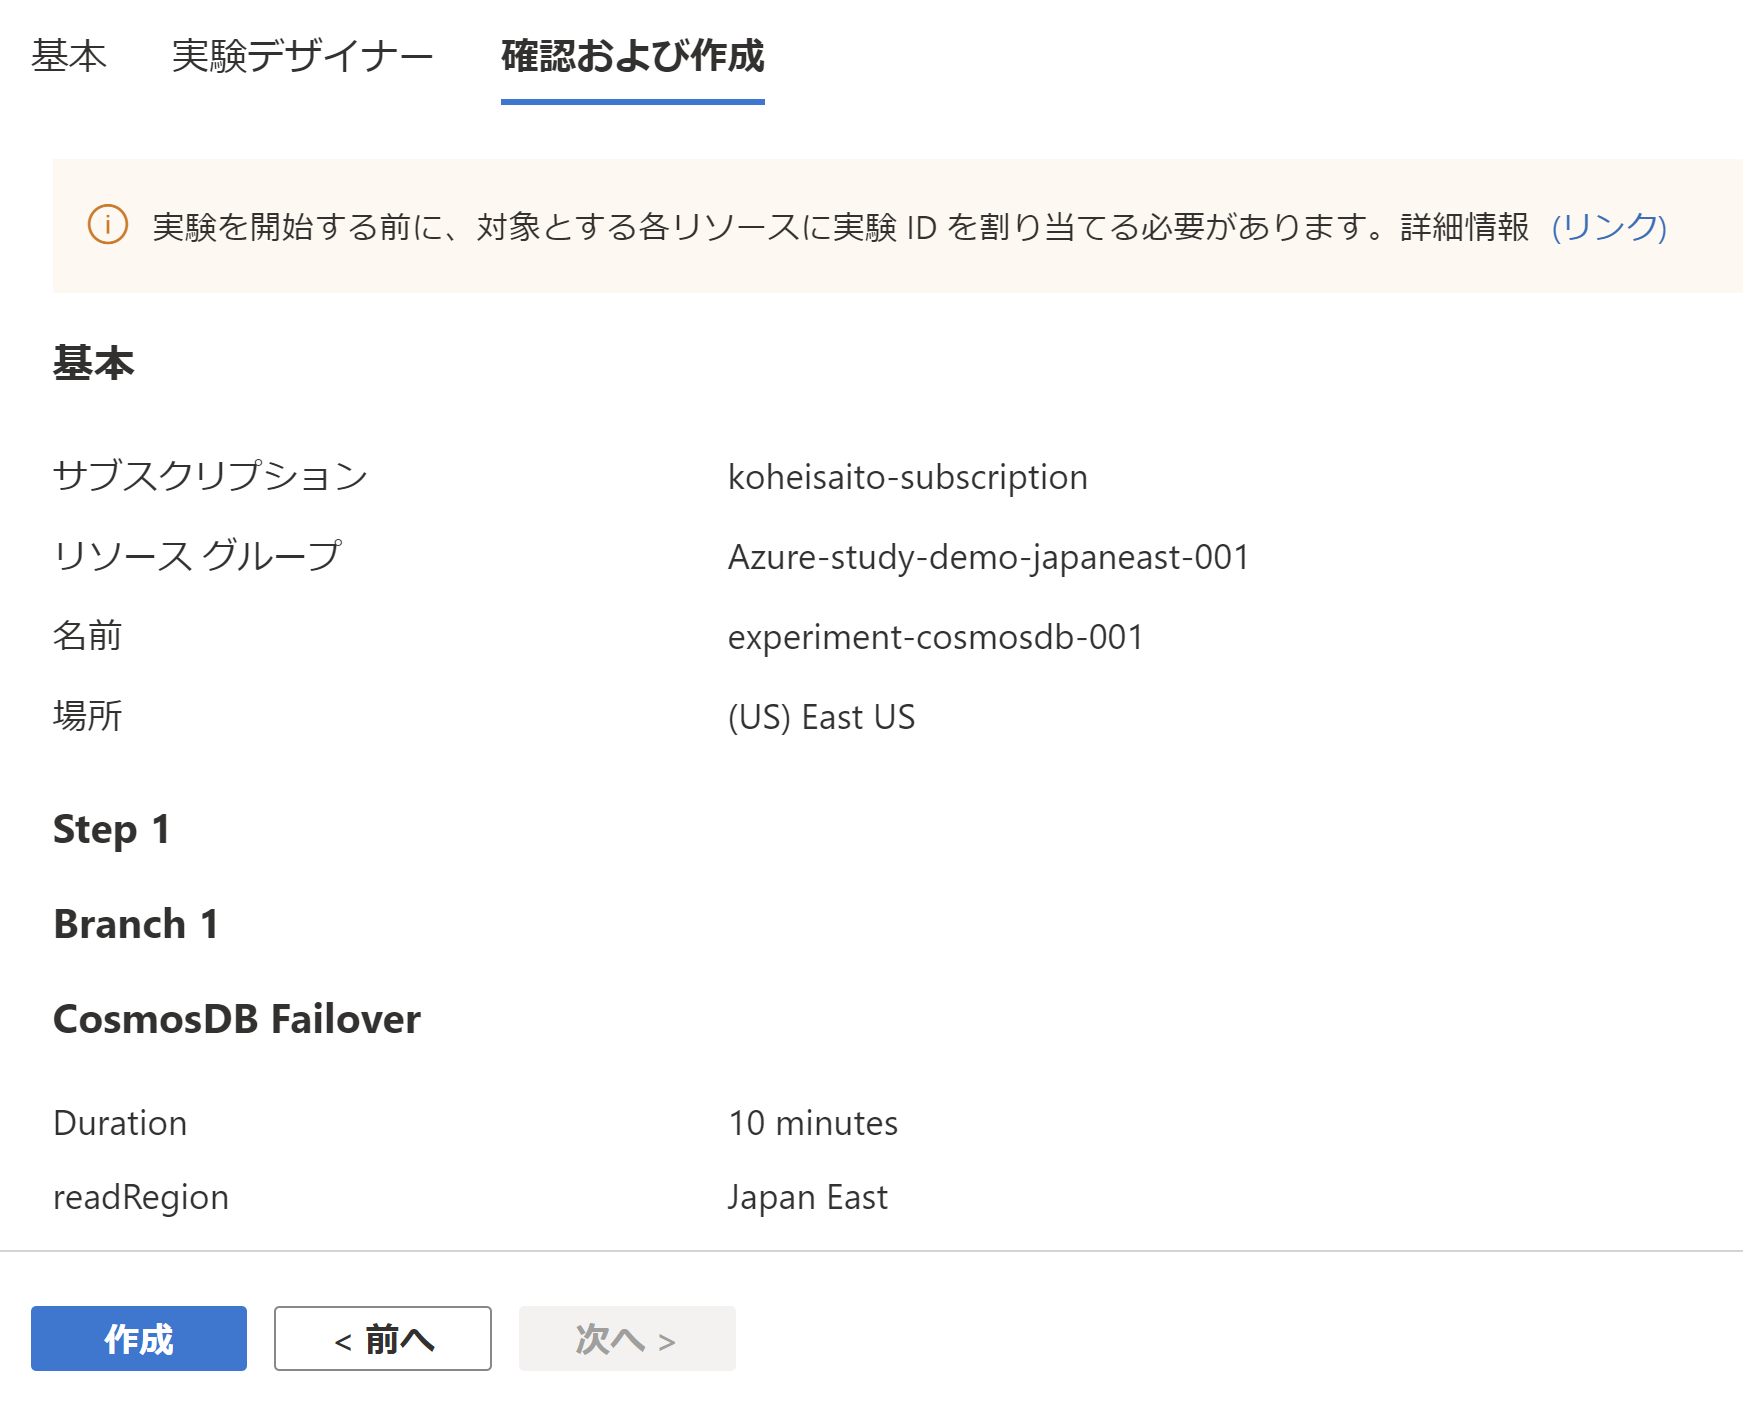 基本 実験デザイナー 確認および作成
実験を開始する前に、対象とする各リソースに実験 ID を割り当てる必要があります。詳細情報 (リンク)
基本
サブスクリプション koheisaito-subscription
リソース グループ Azure-study-demo-japaneast-001
名前 experiment-cosmosdb-001
場所 (US) East US
Step 1
Branch 1
CosmosDB Failover
Duration 10 minutes
readRegion Japan East
作成 < 前へ 次へ >